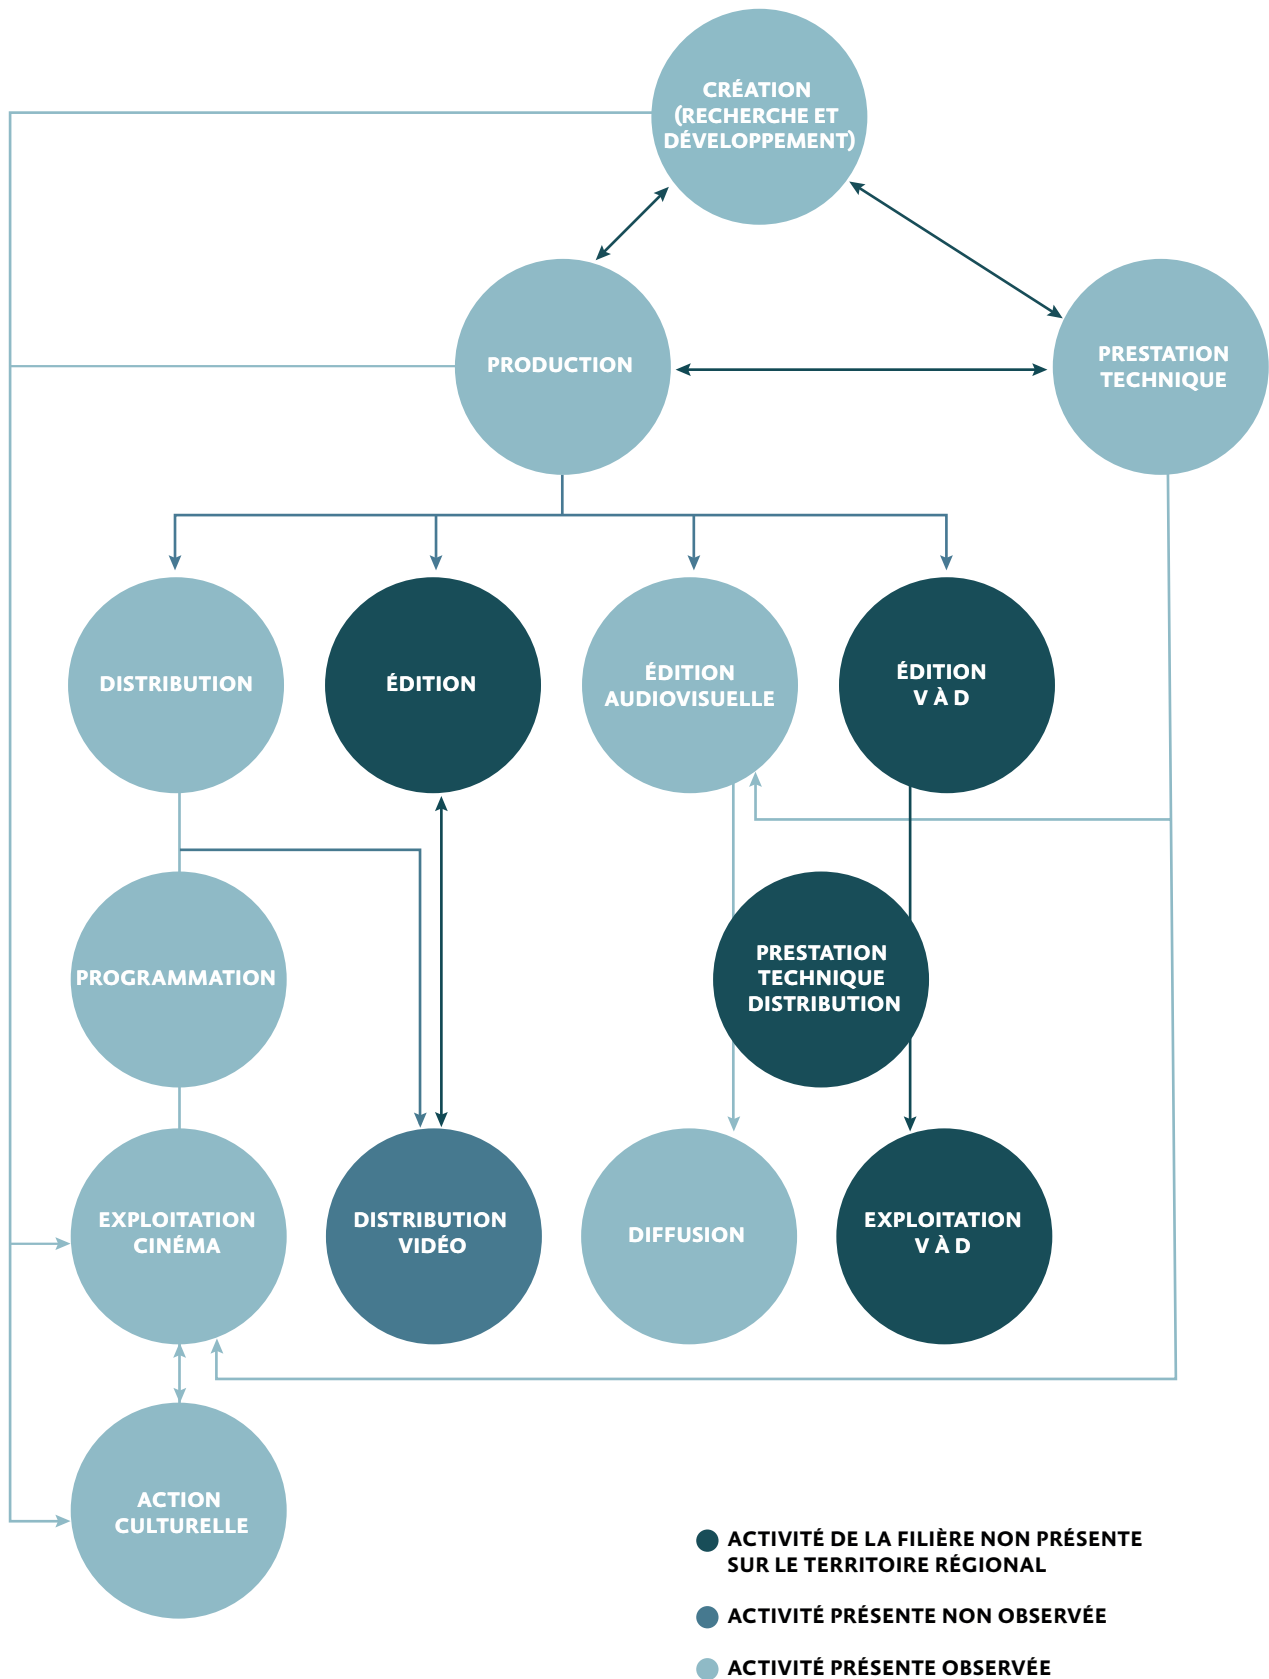 CRÉATION
(RECHERCHE ET
DÉVELOPPEMENT)
PRODUCTION
PRESTATION
TECHNIQUE
DISTRIBUTION
ÉDITION
ÉDITION
AUDIOVISUELLE
ÉDITION
V À D
PROGRAMMATION
PRESTATION
TECHNIQUE
DISTRIBUTION
EXPLOITATION
CINÉMA
DISTRIBUTION
VIDÉO
DIFFUSION
EXPLOITATION
V À D
ACTION
CULTURELLE
ACTIVITÉ DE LA FILIÈRE NON PRÉSENTE
SUR LE TERRITOIRE RÉGIONAL
ACTIVITÉ PRÉSENTE NON OBSERVÉE
ACTIVITÉ PRÉSENTE OBSERVÉE